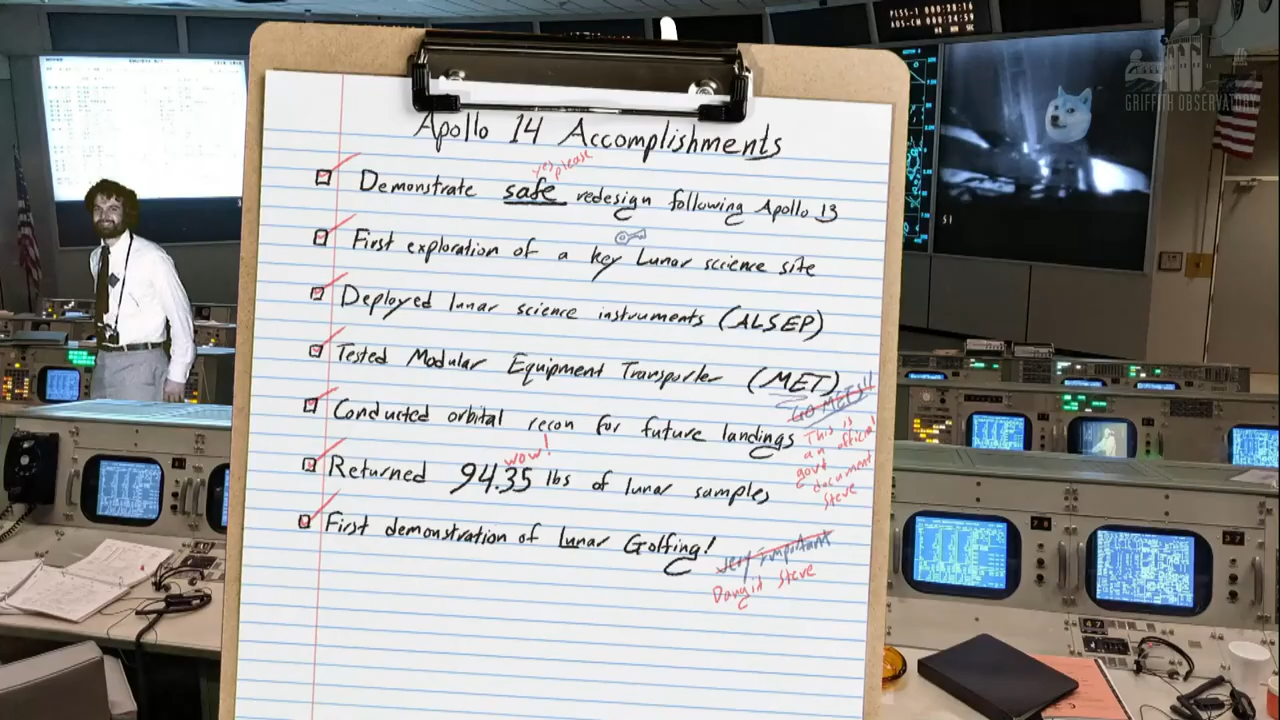 Apollo 14 Accomplishments
yes please
Demonstrate safe redesign following Apollo 13
First exploration of a key Lunar science site
Deployed lunar science instruments (ALSEP)
Tested Modular Equipment Transporter (MET)
GO METS!!
Conducted orbital recon for future landings
This is
an official
govt
document
Steve
wow!
Returned 94.35 lbs of lunar samples
First demonstration of Lunar Golfing!
very important
Dangit Steve
GRIFFITH OBSERVATORY
S1